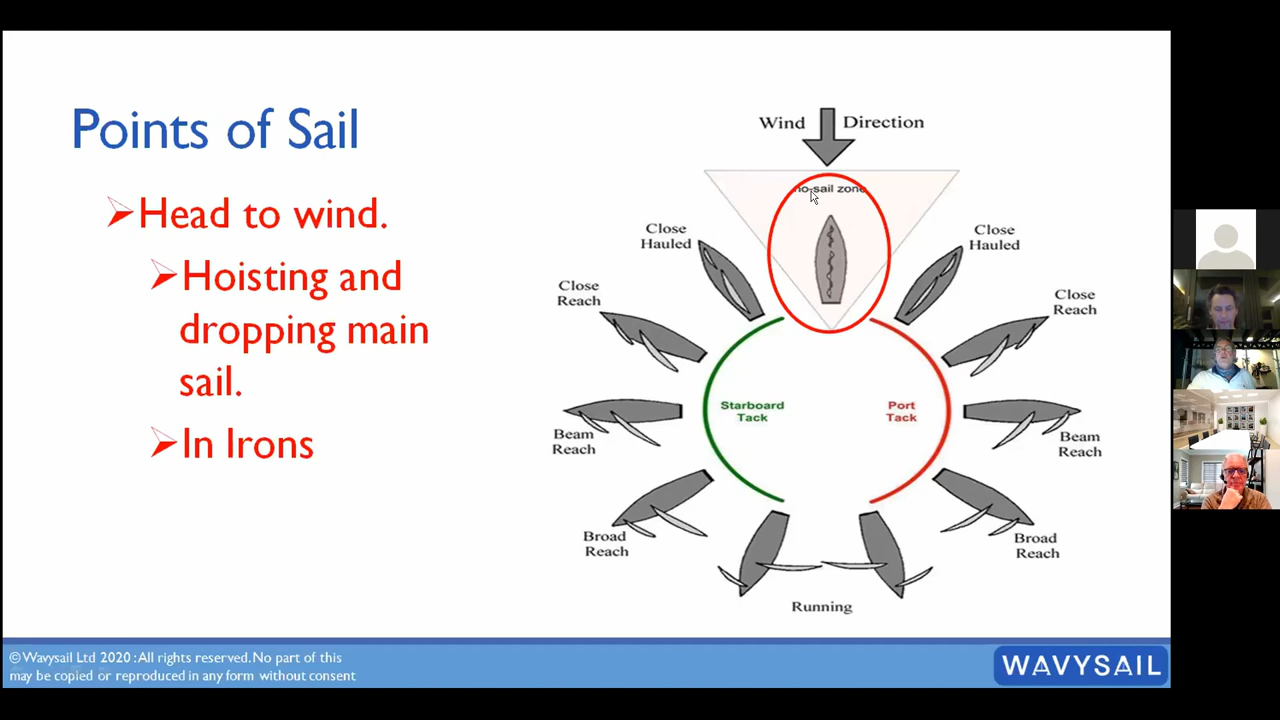 Points of Sail
Head to wind.
Hoisting and
dropping main
sail.
In Irons
Wind Direction
no-sail zone
Close
Hauled
Close
Hauled
Close
Reach
Close
Reach
Starboard
Tack
Port
Tack
Beam
Reach
Beam
Reach
Broad
Reach
Broad
Reach
Running
© Wavysail Ltd 2020 : All rights reserved. No part of this
may be copied or reproduced in any form without consent
WAVYSAIL